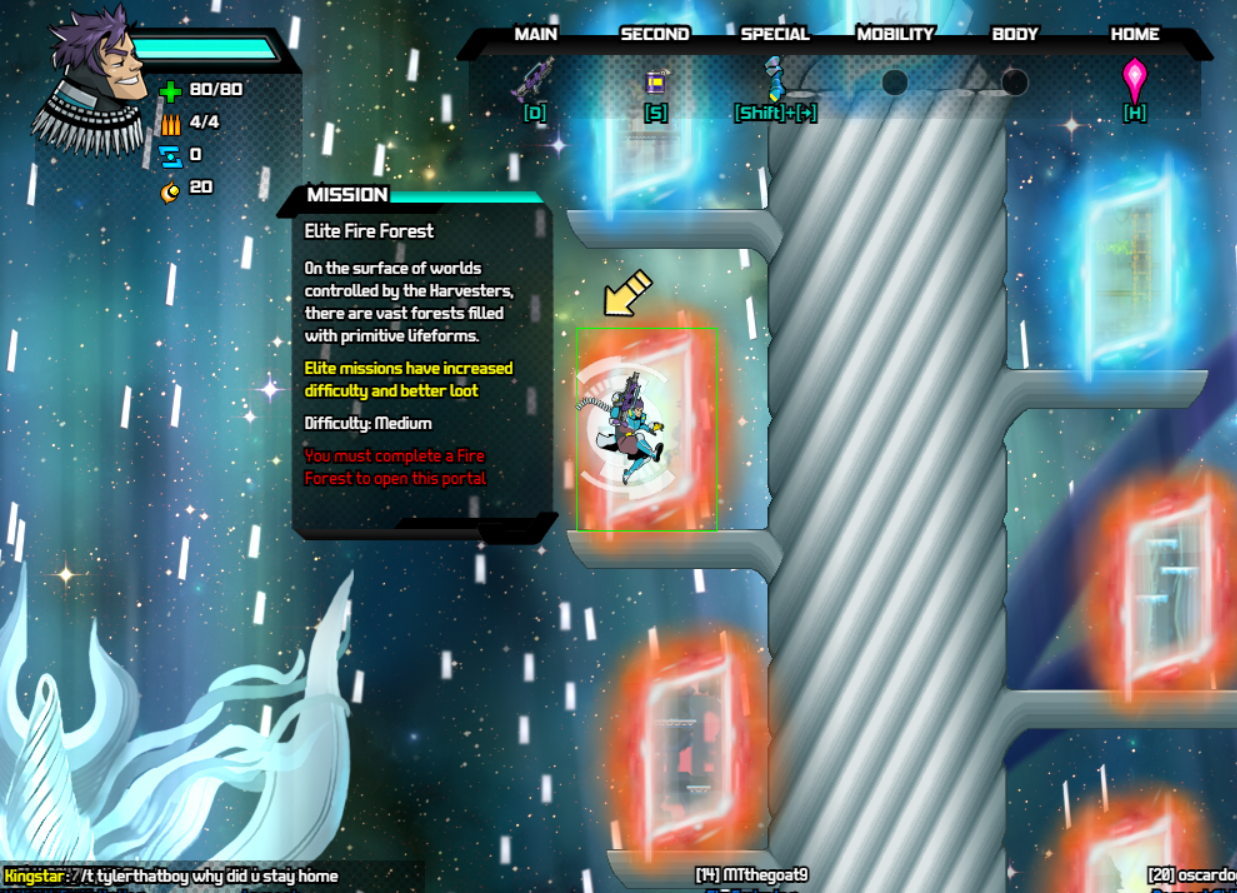 MAIN SECOND SPECIAL MOBILITY BODY HOME
80/80
4/4
[D] [S] [Shift]+[→] [H]
0
20
MISSION
Elite Fire Forest
On the surface of worlds
controlled by the Harvesters,
there are vast forests filled
with primitive lifeforms.
Elite missions have increased
difficulty and better loot
Difficulty: Medium
You must complete a Fire
Forest to open this portal
Kingstar: /t tylerthatboy why did u stay home
[14] MTthegoat9
[20]